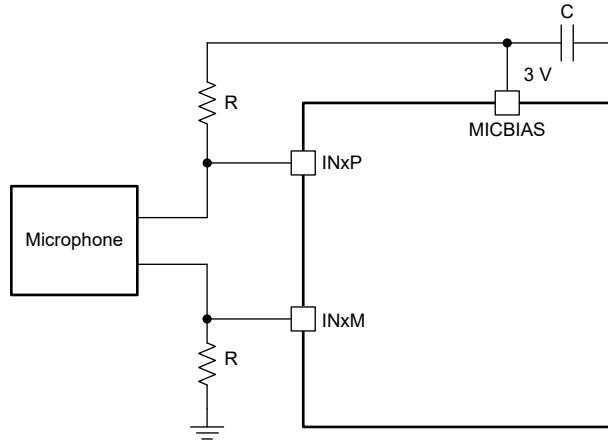 C
3 V
R
MICBIAS
INxP
Microphone
INxM
R